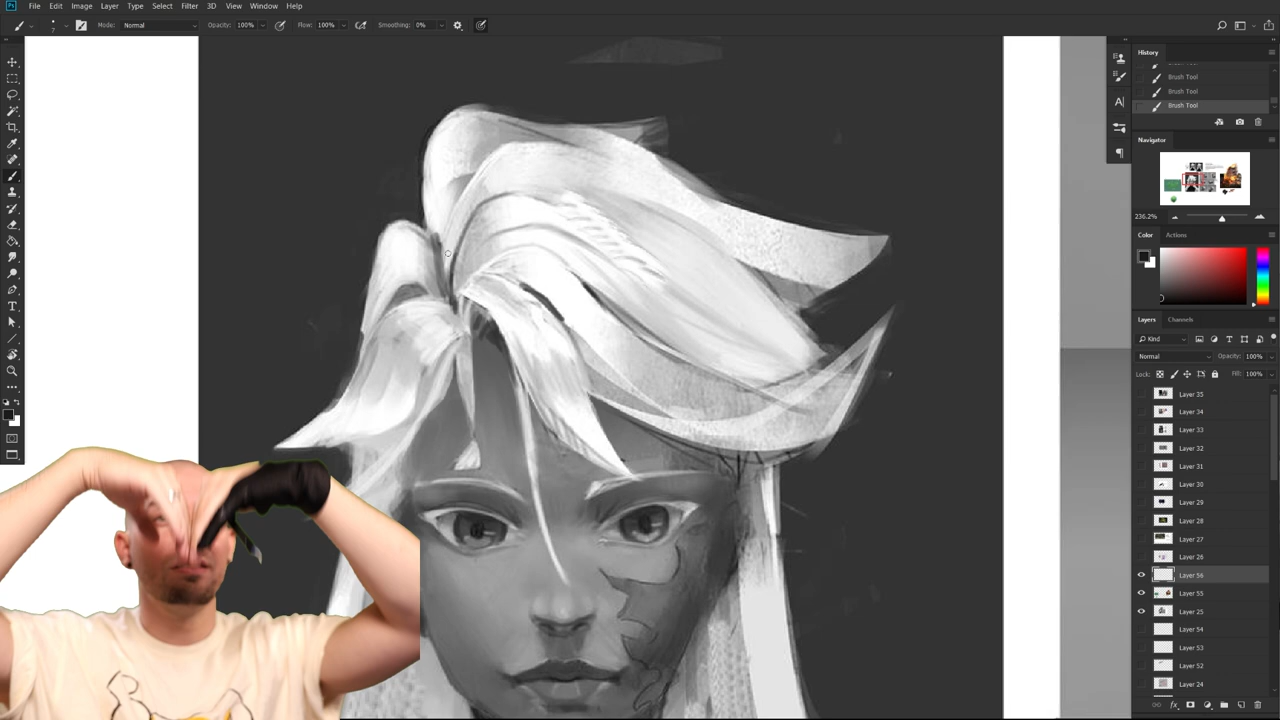 Ps File Edit Image Layer Type Select Filter 3D View Window Help
7 Mode: Normal Opacity: 100% Flow: 100% Smoothing: 0%
History
Brush Tool
Brush Tool
Brush Tool
Navigator
236.2%
Color Actions
Layers Channels
Kind
Normal Opacity: 100%
Lock: Fill: 100%
Layer 35
Layer 34
Layer 33
Layer 32
Layer 31
Layer 30
Layer 29
Layer 28
Layer 27
Layer 26
Layer 56
Layer 55
Layer 25
Layer 54
Layer 53
Layer 52
Layer 24